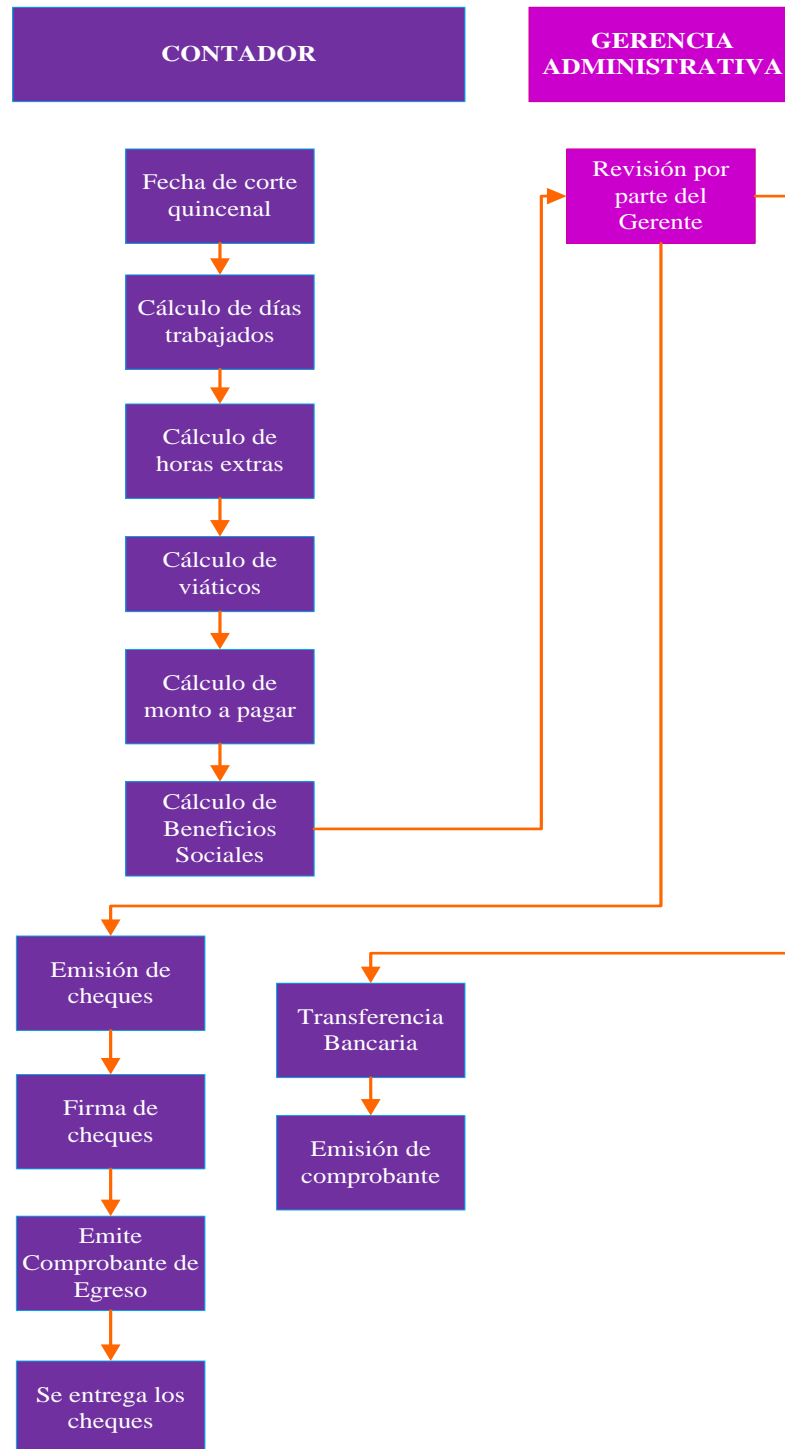 CONTADOR
GERENCIA
ADMINISTRATIVA
Fecha de corte
quincenal
Cálculo de días
trabajados
Cálculo de
horas extras
Cálculo de
viáticos
Cálculo de
monto a pagar
Cálculo de
Beneficios
Sociales
Revisión por
parte del
Gerente
Emisión de
cheques
Firma de
cheques
Emite
Comprobante de
Egreso
Se entrega los
cheques
Transferencia
Bancaria
Emisión de
comprobante